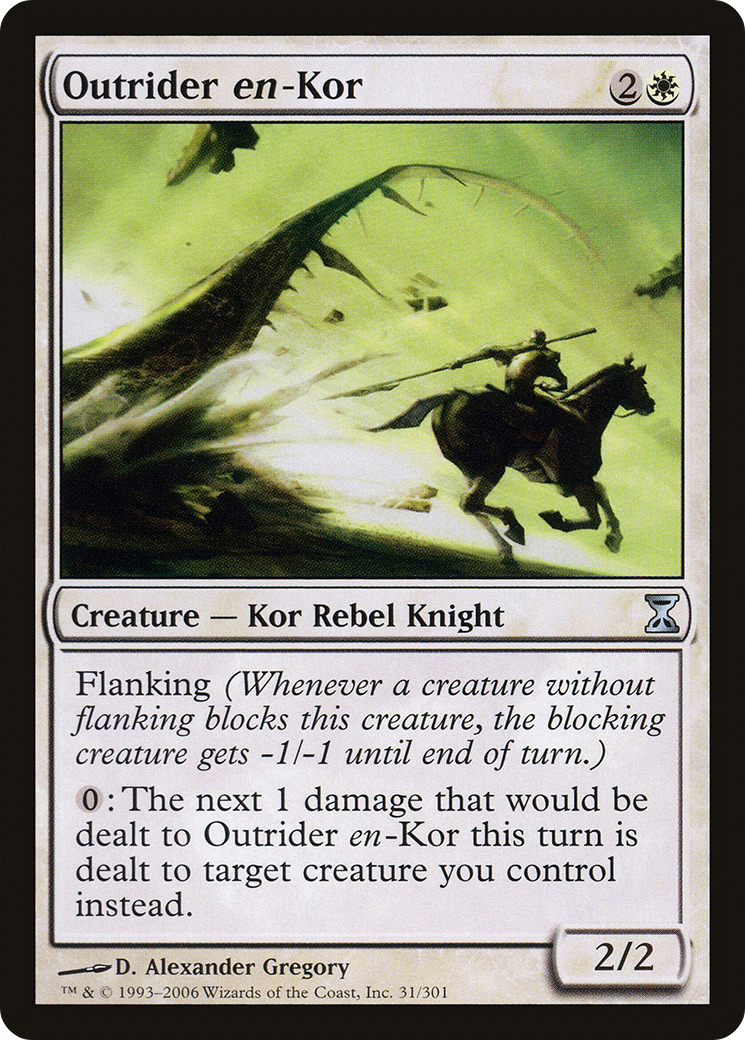 Outrider en-Kor 2
Creature — Kor Rebel Knight
Flanking (Whenever a creature without
flanking blocks this creature, the blocking
creature gets -1/-1 until end of turn.)
0: The next 1 damage that would be
dealt to Outrider en-Kor this turn is
dealt to target creature you control
instead.
2/2
D. Alexander Gregory
™ & © 1993–2006 Wizards of the Coast, Inc. 31/301